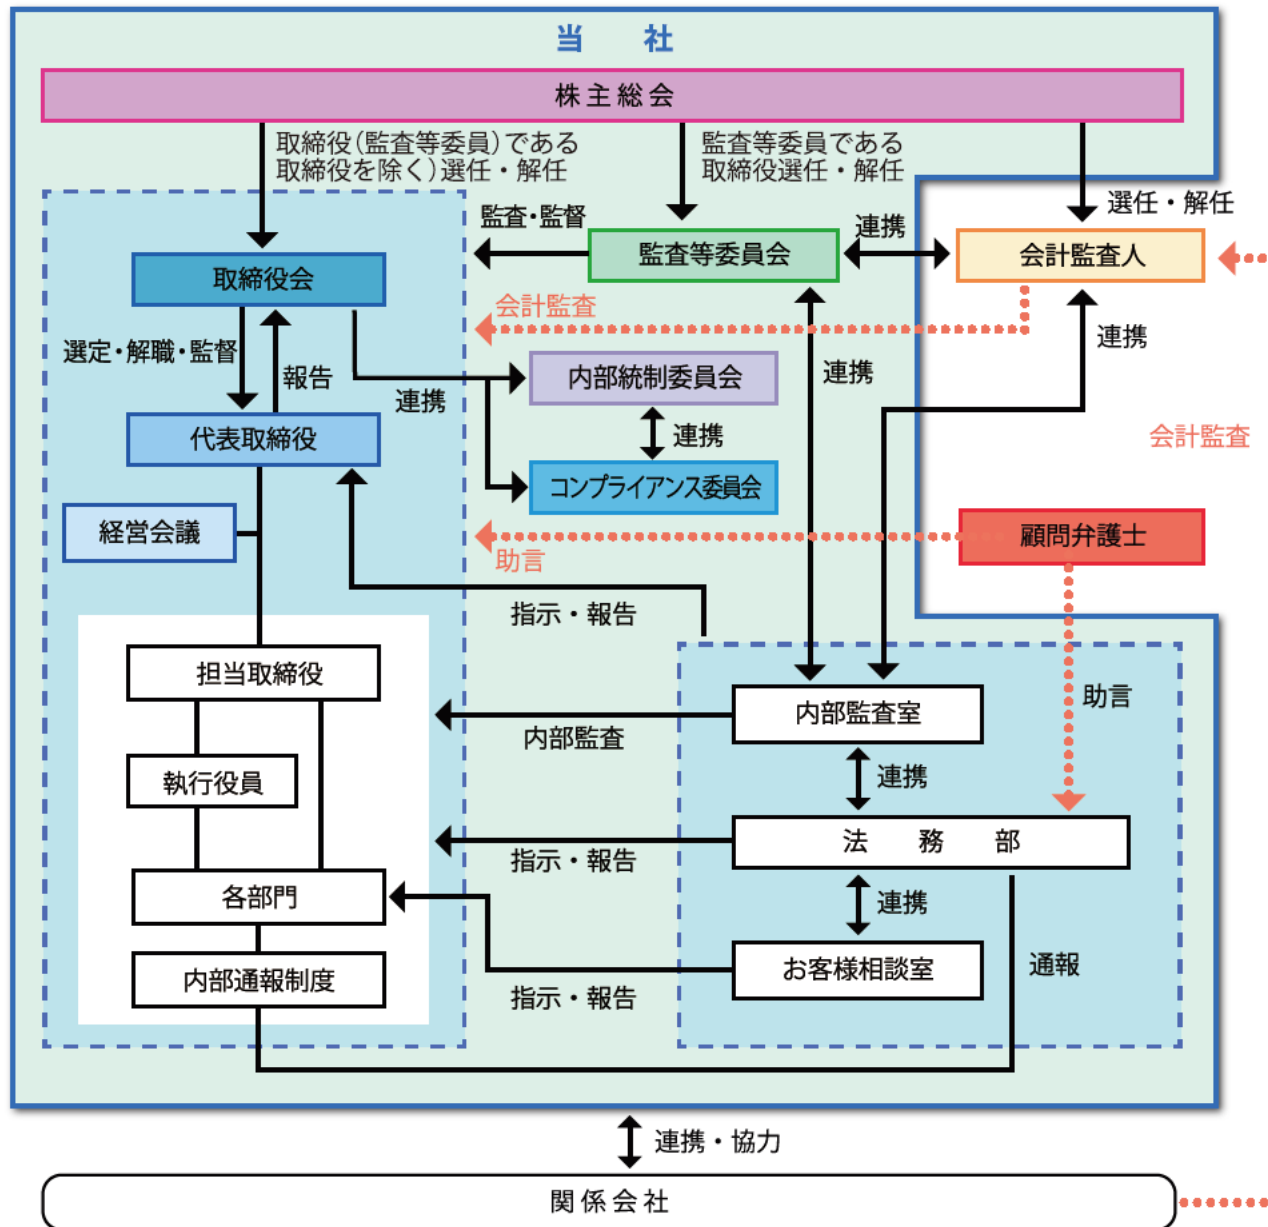 当 社
株主総会
取締役(監査等委員)である
取締役を除く)選任・解任
監査等委員である
取締役選任・解任
選任・解任
監査・監督
監査等委員会
連携
会計監査人
取締役会
会計監査
選定・解職・監督
報告
連携
内部統制委員会
連携
連携
会計監査
代表取締役
連携
コンプライアンス委員会
経営会議
助言
顧問弁護士
指示・報告
担当取締役
内部監査室
助言
内部監査
執行役員
連携
法務部
指示・報告
各部門
連携
内部通報制度
お客様相談室
通報
指示・報告
連携・協力
関係会社